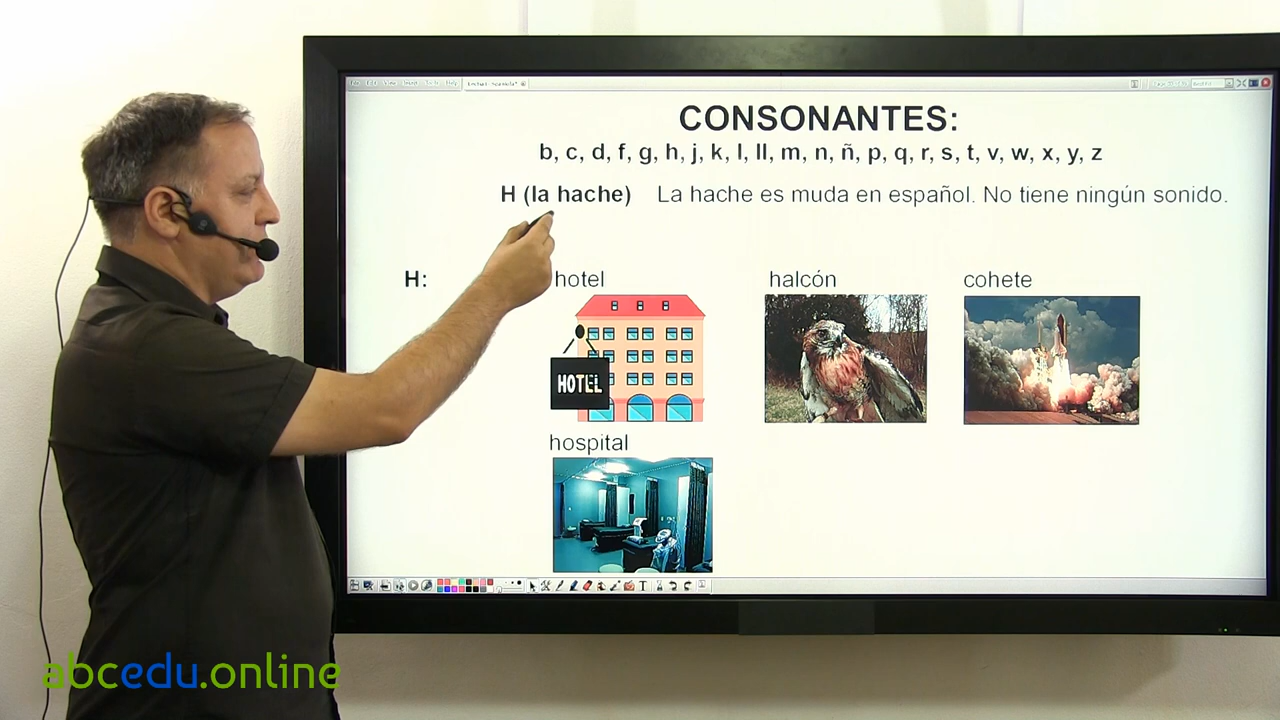 CONSONANTES:
b, c, d, f, g, h, j, k, l, ll, m, n, ñ, p, q, r, s, t, v, w, x, y, z
H (la hache) La hache es muda en español. No tiene ningún sonido.
H: hotel halcón cohete
HOTEL
hospital
abcedu.online